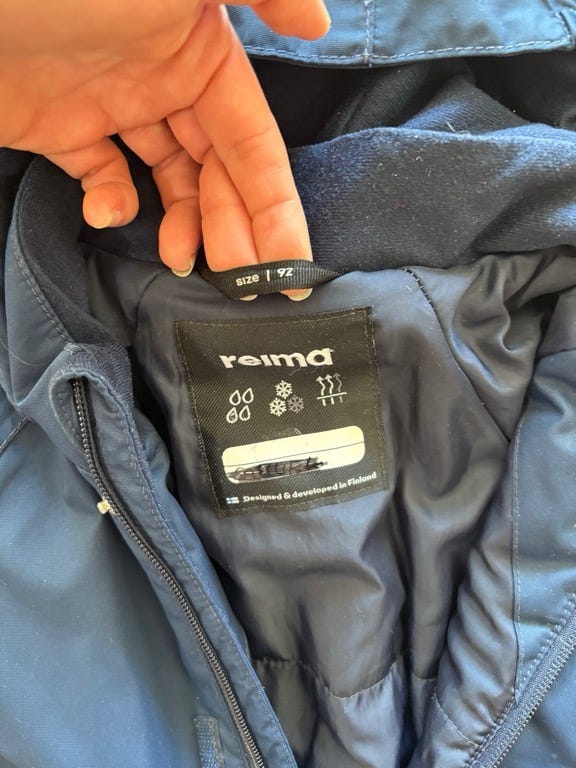 size | 92
reima
Designed & developed in Finland